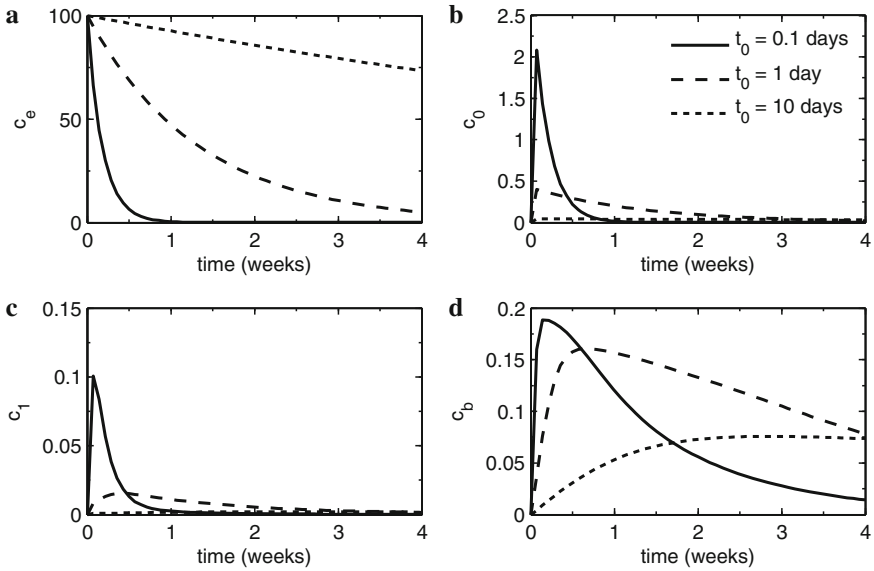 a
100
50
0
c_e
0 1 2 3 4
time (weeks)
b
2.5
2
1.5
1
0.5
0
c_0
t_0 = 0.1 days
t_0 = 1 day
t_0 = 10 days
0 1 2 3 4
time (weeks)
c
0.15
0.1
0.05
0
c_1
0 1 2 3 4
time (weeks)
d
0.2
0.15
0.1
0.05
0
c_b
0 1 2 3 4
time (weeks)